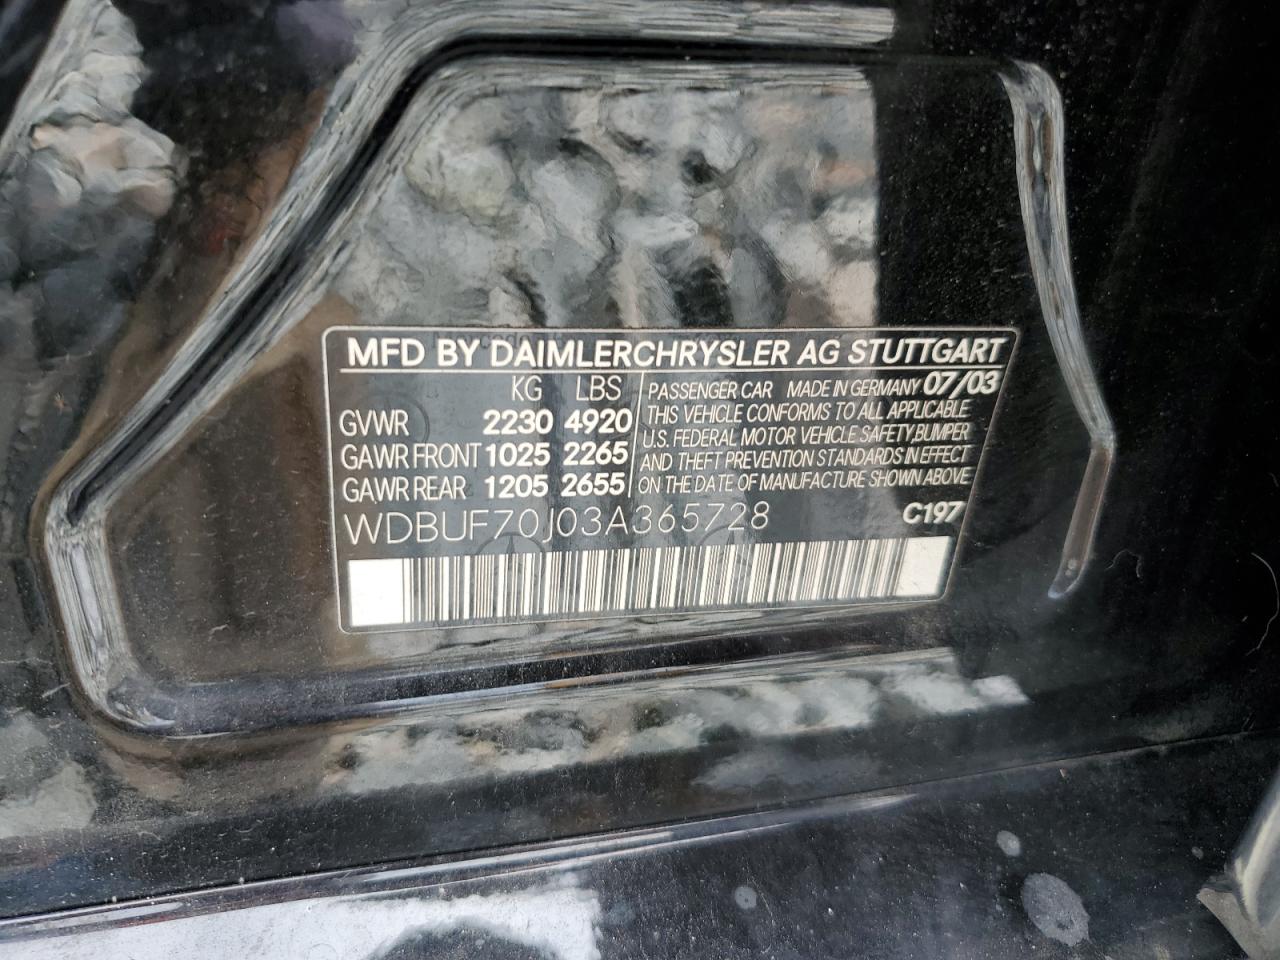 MFD BY DAIMLERCHRYSLER AG STUTTGART
KG LBS
GVWR 2230 4920
GAWR FRONT 1025 2265
GAWR REAR 1205 2655
PASSENGER CAR MADE IN GERMANY 07/03
THIS VEHICLE CONFORMS TO ALL APPLICABLE
U.S. FEDERAL MOTOR VEHICLE SAFETY,BUMPER
AND THEFT PREVENTION STANDARDS IN EFFECT
ON THE DATE OF MANUFACTURE SHOWN ABOVE
WDBUF70J03A365728 C197